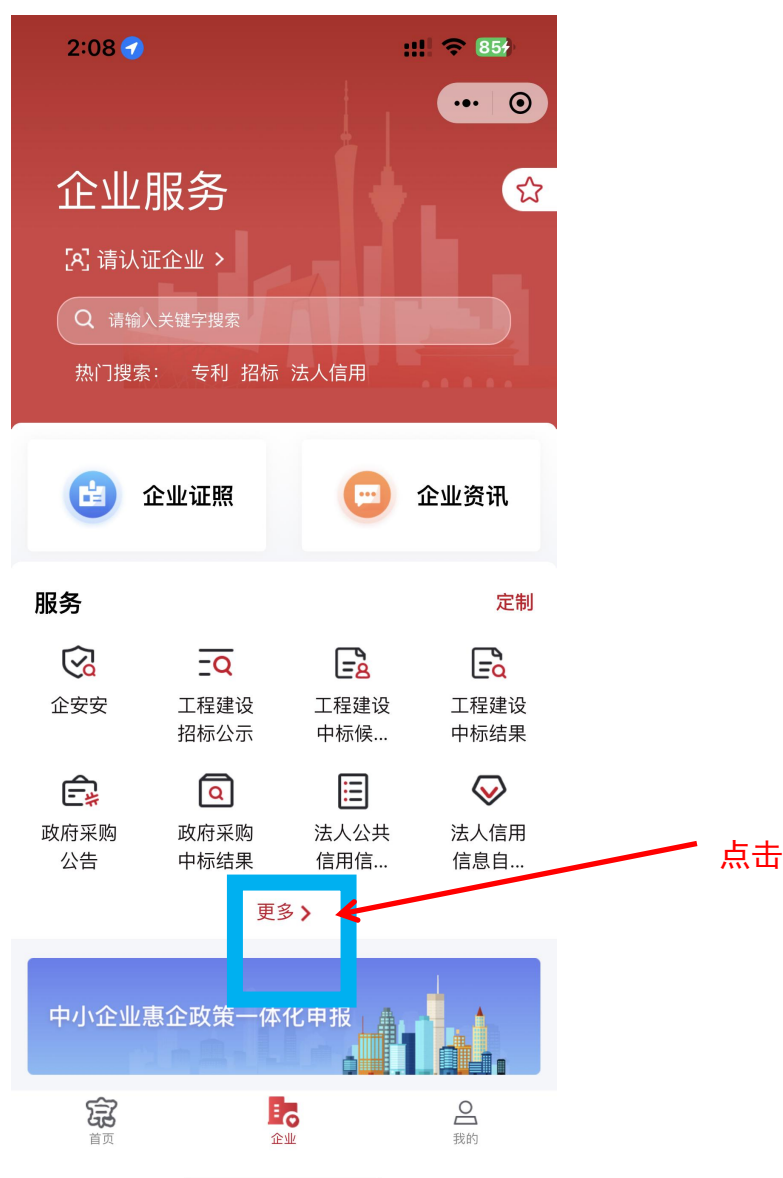 2:08
85
企业服务
请认证企业 >
请输入关键字搜索
热门搜索： 专利 招标 法人信用
企业证照 企业资讯
服务 定制
企安安 工程建设 工程建设 工程建设
招标公示 中标候... 中标结果
政府采购 政府采购 法人公共 法人信用
公告 中标结果 信用信... 信息自...
点击
更多 >
中小企业惠企政策一体化申报
首页 企业 我的